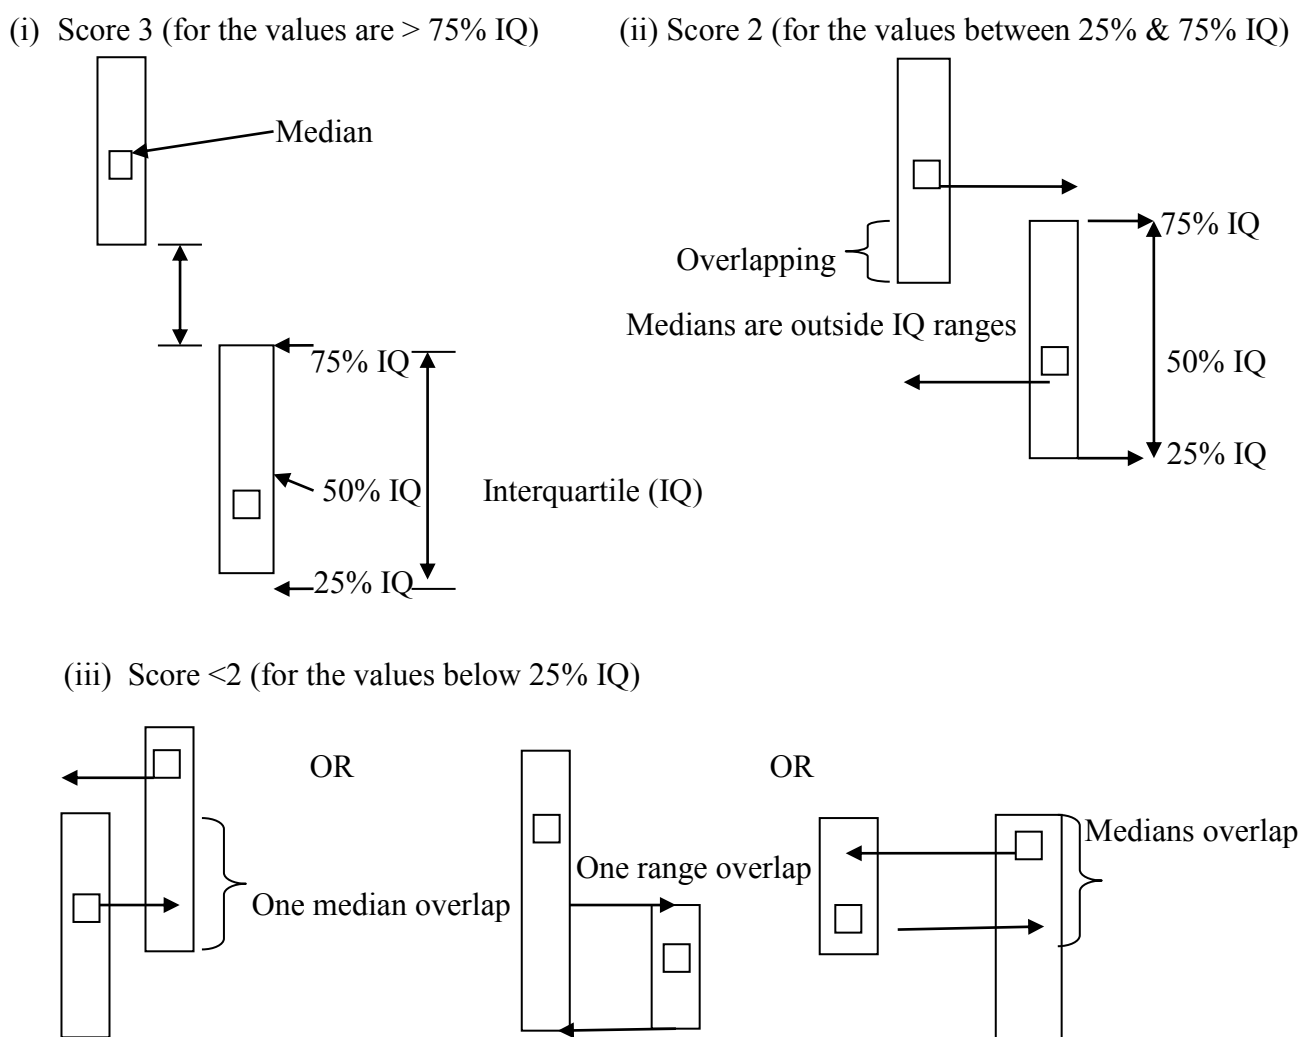 (i) Score 3 (for the values are > 75% IQ)
(ii) Score 2 (for the values between 25% & 75% IQ)
Median
75% IQ
50% IQ
Interquartile (IQ)
25% IQ
Overlapping
Medians are outside IQ ranges
75% IQ
50% IQ
25% IQ
(iii) Score <2 (for the values below 25% IQ)
OR
OR
One median overlap
One range overlap
Medians overlap